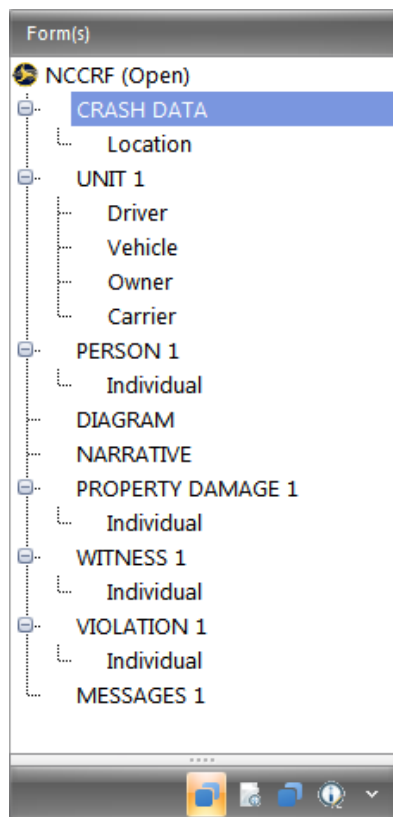 Form(s)
NCCRF (Open)
CRASH DATA
Location
UNIT 1
Driver
Vehicle
Owner
Carrier
PERSON 1
Individual
DIAGRAM
NARRATIVE
PROPERTY DAMAGE 1
Individual
WITNESS 1
Individual
VIOLATION 1
Individual
MESSAGES 1